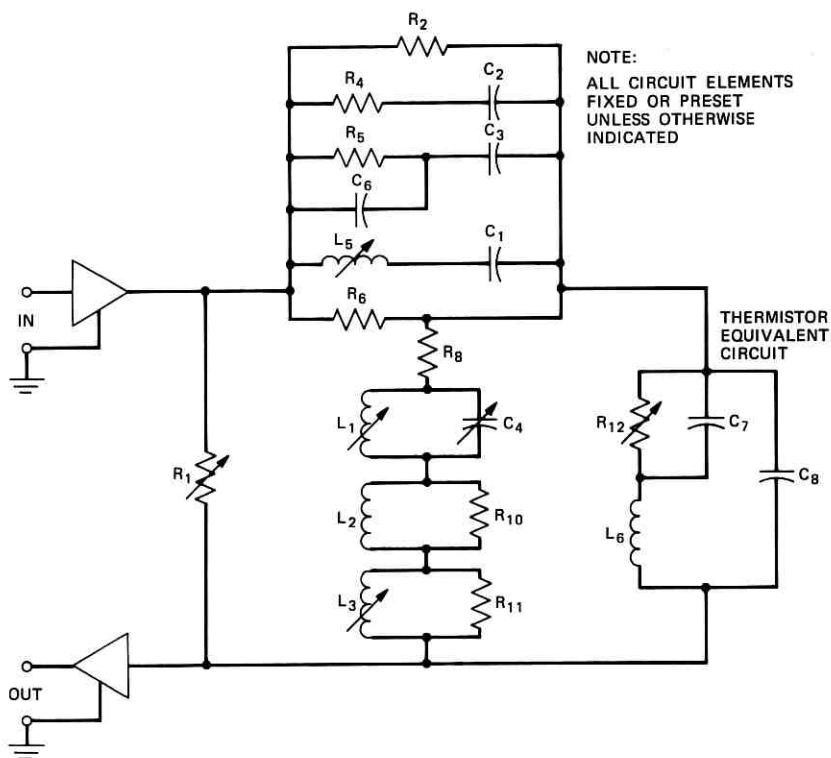 R2
NOTE:
ALL CIRCUIT ELEMENTS
FIXED OR PRESET
UNLESS OTHERWISE
INDICATED
R4
C2
R5
C3
C6
L5
C1
R6
IN
R8
THERMISTOR
EQUIVALENT
CIRCUIT
L1
C4
R12
C7
C8
R1
L2
R10
L6
L3
R11
OUT